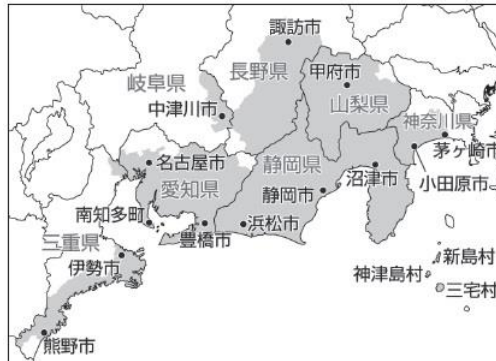 諏訪市
岐阜県
長野県
甲府市
中津川市
山梨県
神奈川県
茅ヶ崎市
名古屋市
静岡県
愛知県
静岡市
沼津市
小田原市
南知多町
豊橋市
浜松市
三重県
伊勢市
新島村
神津島村
三宅村
熊野市